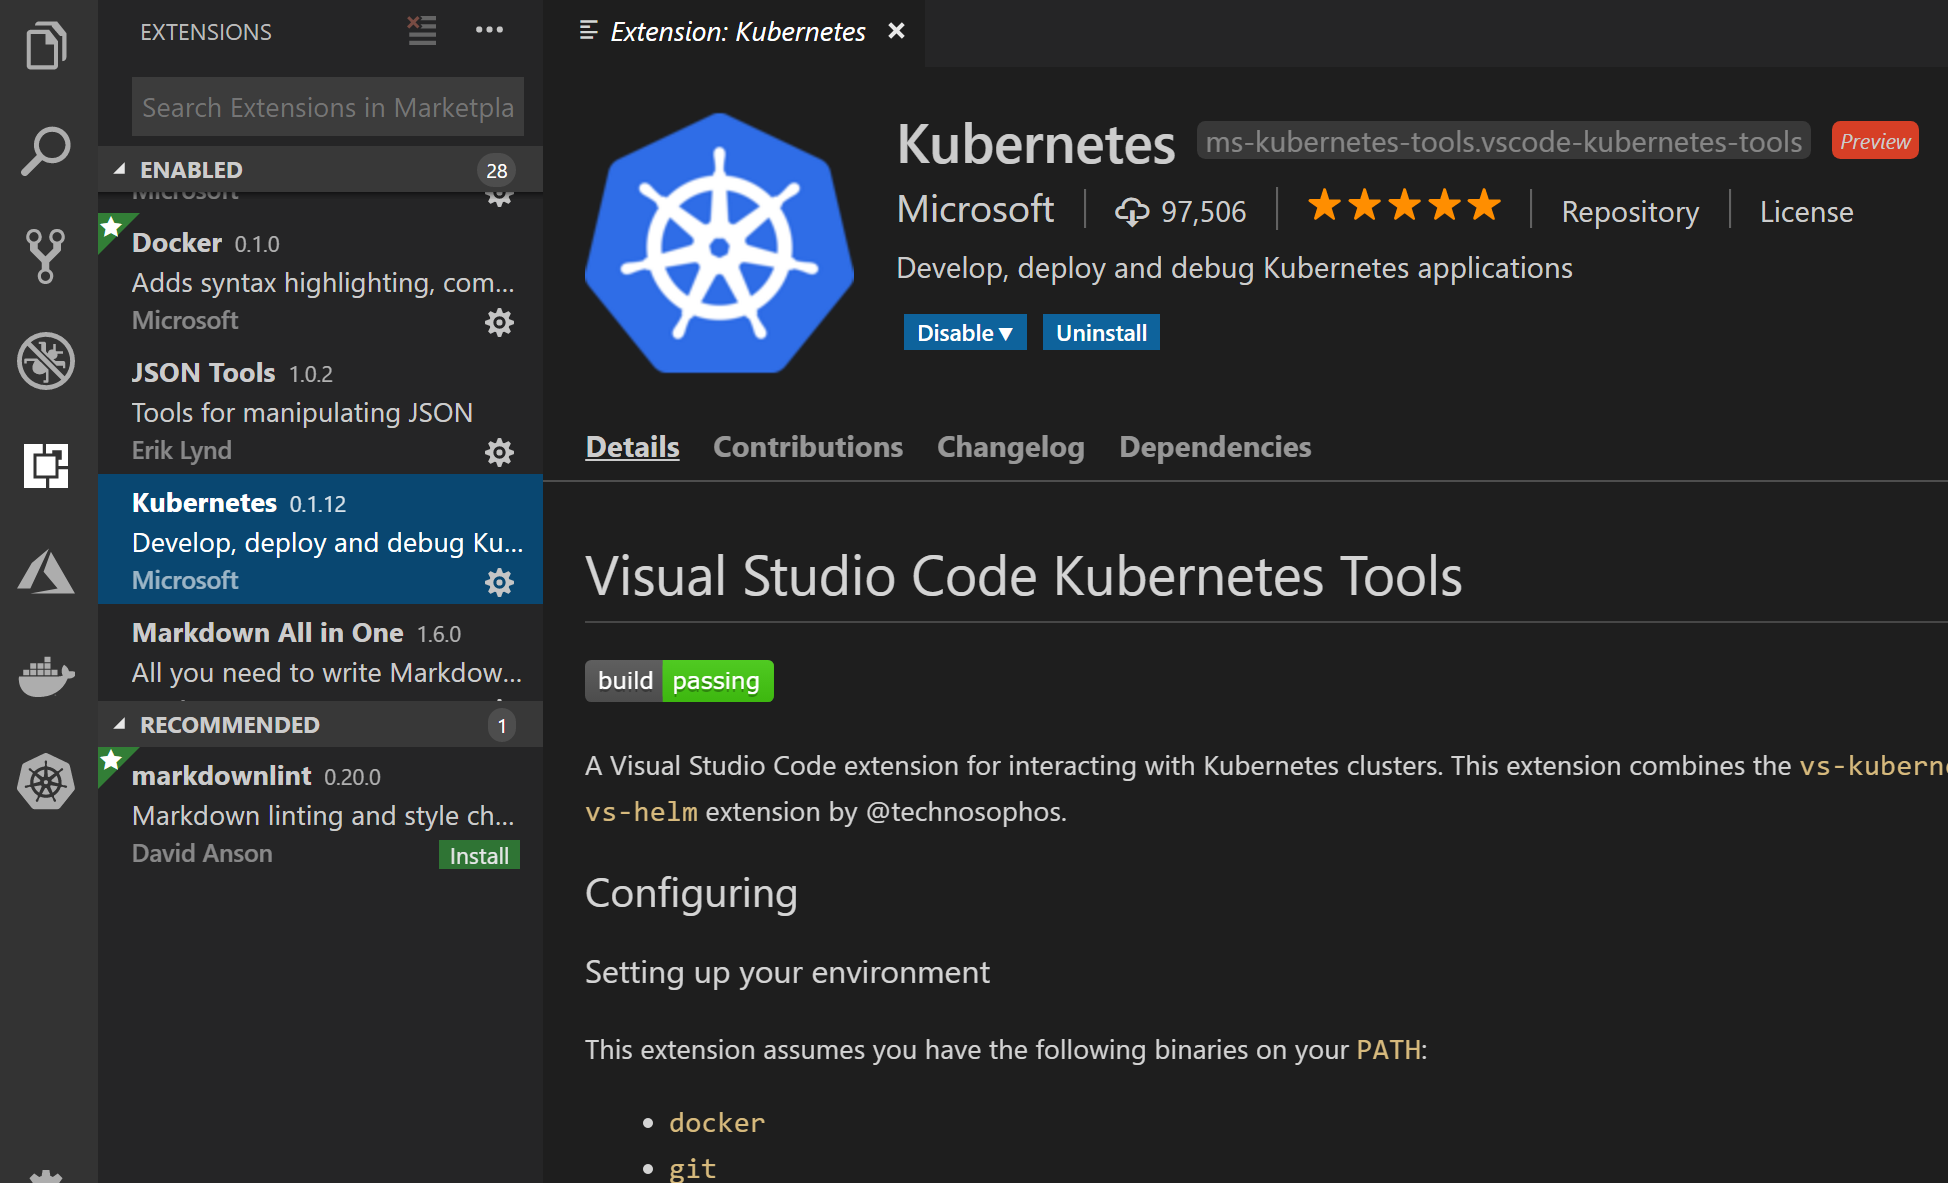 EXTENSIONS
Search Extensions in Marketpla
ENABLED 28
Microsoft
Docker 0.1.0
Adds syntax highlighting, com...
Microsoft
JSON Tools 1.0.2
Tools for manipulating JSON
Erik Lynd
Kubernetes 0.1.12
Develop, deploy and debug Ku...
Microsoft
Markdown All in One 1.6.0
All you need to write Markdow...
RECOMMENDED 1
markdownlint 0.20.0
Markdown linting and style ch...
David Anson Install
Extension: Kubernetes
Kubernetes ms-kubernetes-tools.vscode-kubernetes-tools Preview
Microsoft 97,506 Repository License
Develop, deploy and debug Kubernetes applications
Disable▼ Uninstall
Details Contributions Changelog Dependencies
Visual Studio Code Kubernetes Tools
build passing
A Visual Studio Code extension for interacting with Kubernetes clusters. This extension combines the vs-kuberne
vs-helm extension by @technosophos.
Configuring
Setting up your environment
This extension assumes you have the following binaries on your PATH:
• docker
• git